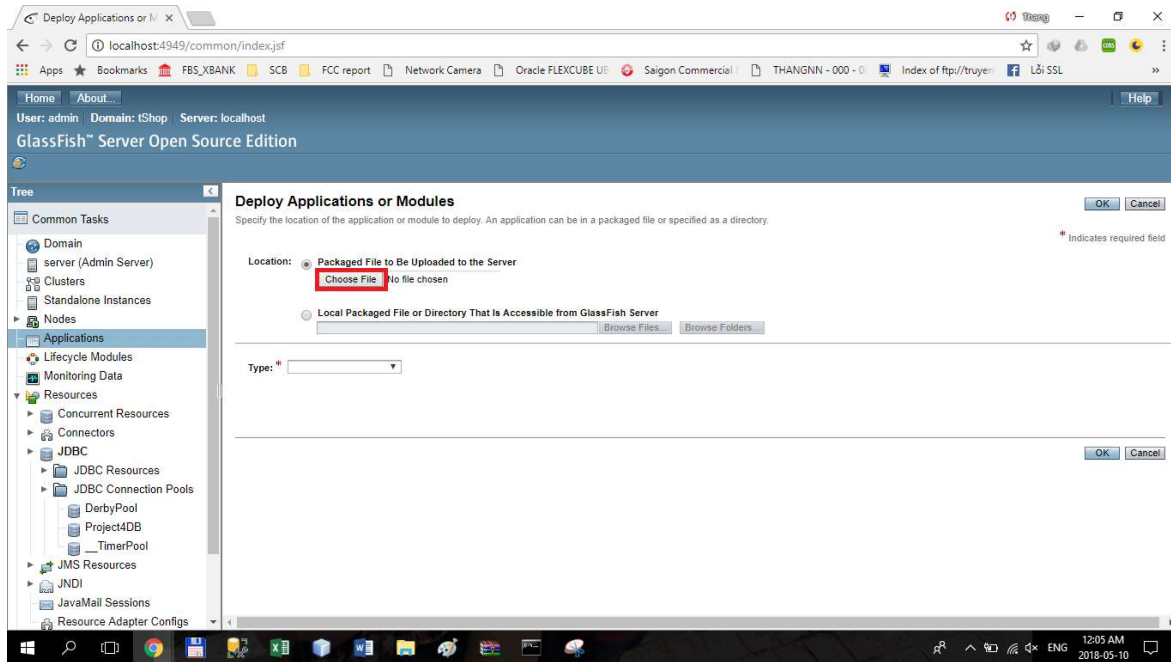 Deploy Applications or M
Thang
localhost:4949/common/index.jsf
Apps Bookmarks FBS_XBANK SCB FCC report Network Camera Oracle FLEXCUBE UB Saigon Commercial THANGNN - 000 - 0 Index of ftp://truyen Lỗi SSL »
Home About... Help
User: admin Domain: tShop Server: localhost
GlassFish™ Server Open Source Edition
Tree
Common Tasks
Domain
server (Admin Server)
Clusters
Standalone Instances
Nodes
Applications
Lifecycle Modules
Monitoring Data
Resources
Concurrent Resources
Connectors
JDBC
JDBC Resources
JDBC Connection Pools
DerbyPool
Project4DB
__TimerPool
JMS Resources
JNDI
JavaMail Sessions
Resource Adapter Configs
Deploy Applications or Modules
OK Cancel
Specify the location of the application or module to deploy. An application can be in a packaged file or specified as a directory.
* Indicates required field
Location: Packaged File to Be Uploaded to the Server
Choose File No file chosen
Local Packaged File or Directory That Is Accessible from GlassFish Server
Browse Files... Browse Folders...
Type: *
OK Cancel
ENG
12:05 AM
2018-05-10